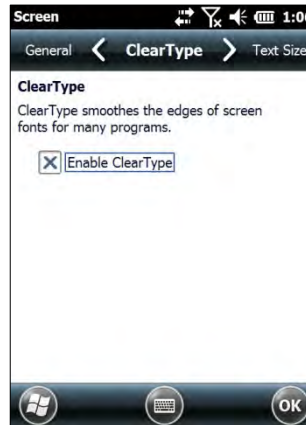 Screen 1:0
General ClearType Text Size
ClearType
ClearType smoothes the edges of screen
fonts for many programs.
Enable ClearType
OK